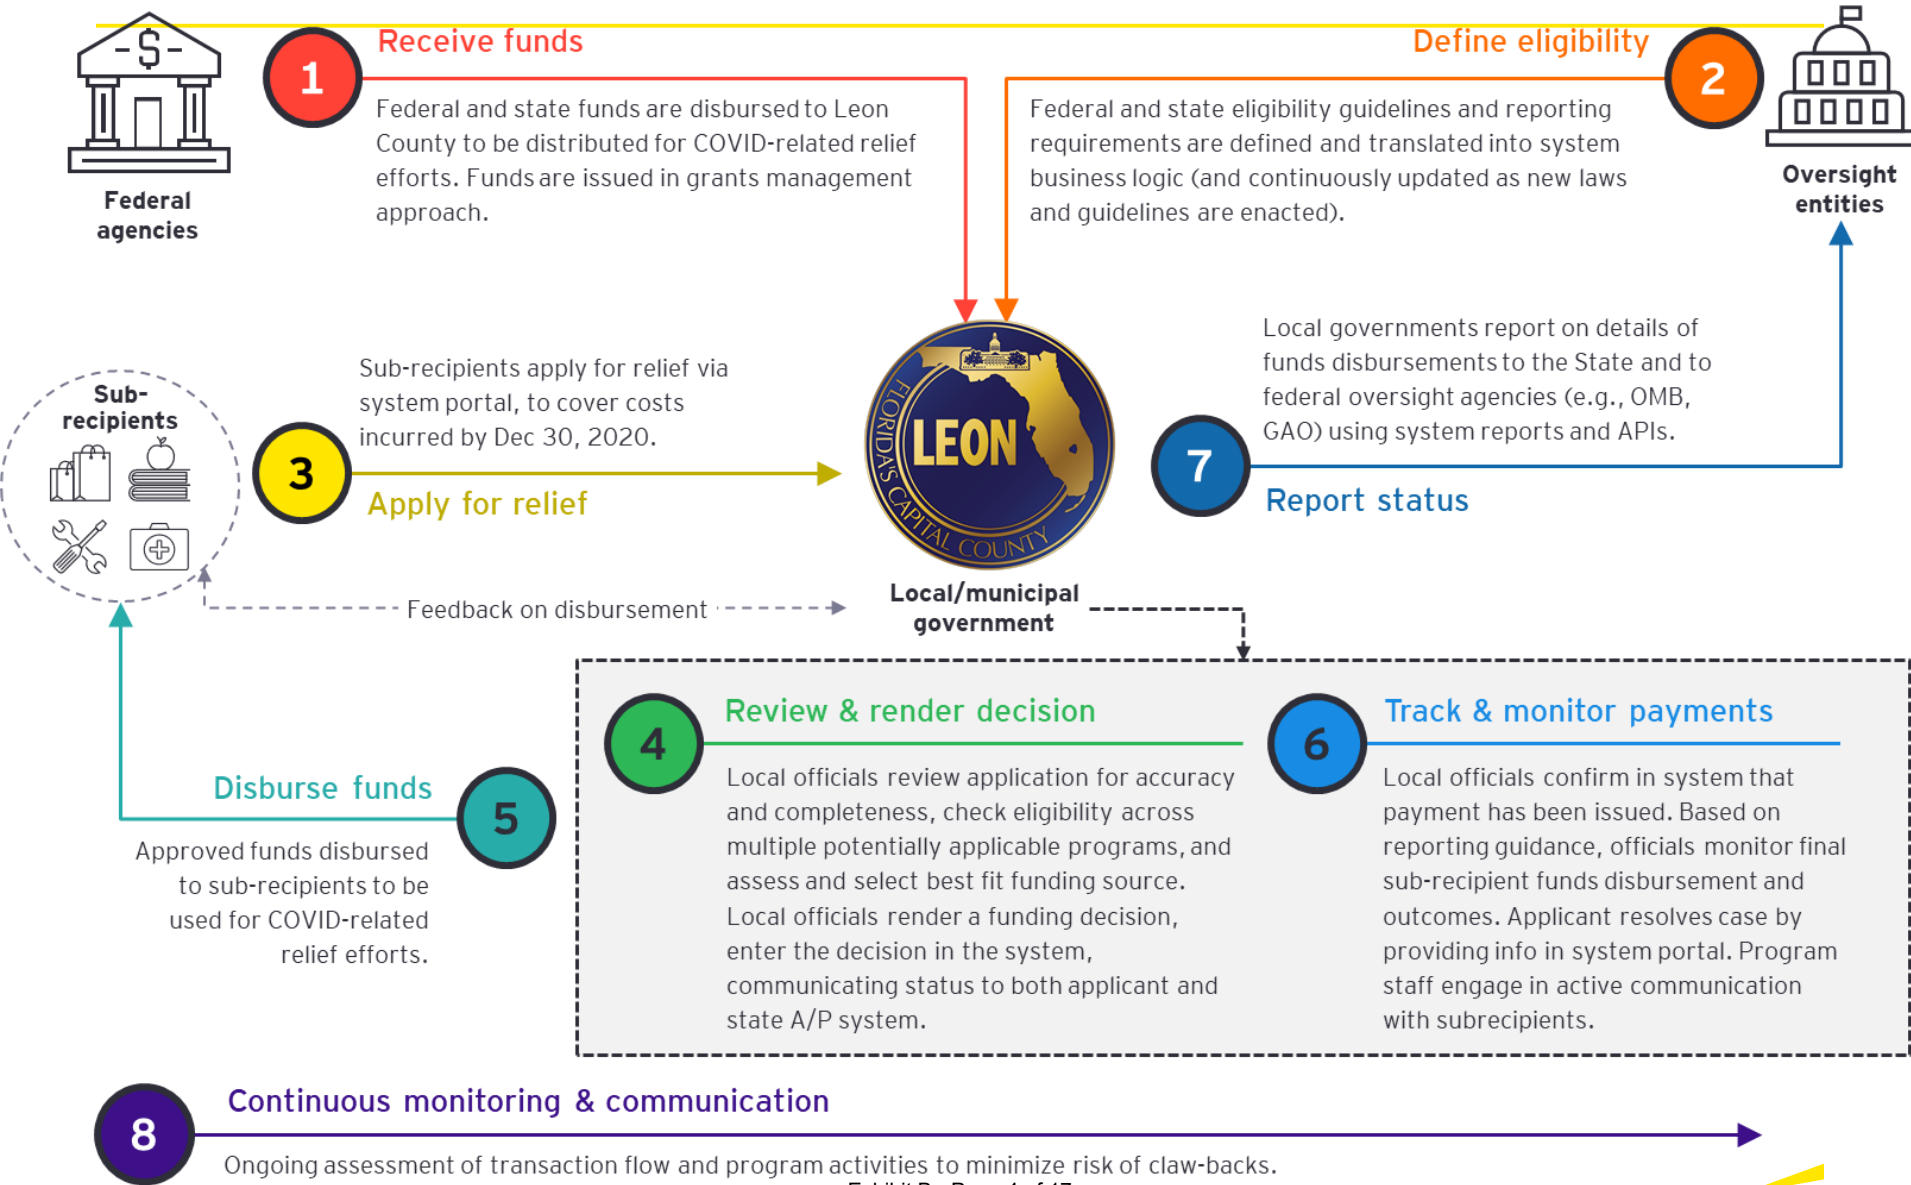 -$-
Federal
agencies
1
Receive funds
Federal and state funds are disbursed to Leon
County to be distributed for COVID-related relief
efforts. Funds are issued in grants management
approach.
Define eligibility
2
Federal and state eligibility guidelines and reporting
requirements are defined and translated into system
business logic (and continuously updated as new laws
and guidelines are enacted).
Oversight
entities
Sub-
recipients
3
Sub-recipients apply for relief via
system portal, to cover costs
incurred by Dec 30, 2020.
Apply for relief
LEON
FLORIDA'S CAPITAL COUNTY
Local/municipal
government
7
Local governments report on details of
funds disbursements to the State and to
federal oversight agencies (e.g., OMB,
GAO) using system reports and APIs.
Report status
Feedback on disbursement
4
Review & render decision
Local officials review application for accuracy
and completeness, check eligibility across
multiple potentially applicable programs, and
assess and select best fit funding source.
Local officials render a funding decision,
enter the decision in the system,
communicating status to both applicant and
state A/P system.
Disburse funds
5
Approved funds disbursed
to sub-recipients to be
used for COVID-related
relief efforts.
6
Track & monitor payments
Local officials confirm in system that
payment has been issued. Based on
reporting guidance, officials monitor final
sub-recipient funds disbursement and
outcomes. Applicant resolves case by
providing info in system portal. Program
staff engage in active communication
with subrecipients.
8
Continuous monitoring & communication
Ongoing assessment of transaction flow and program activities to minimize risk of claw-backs.